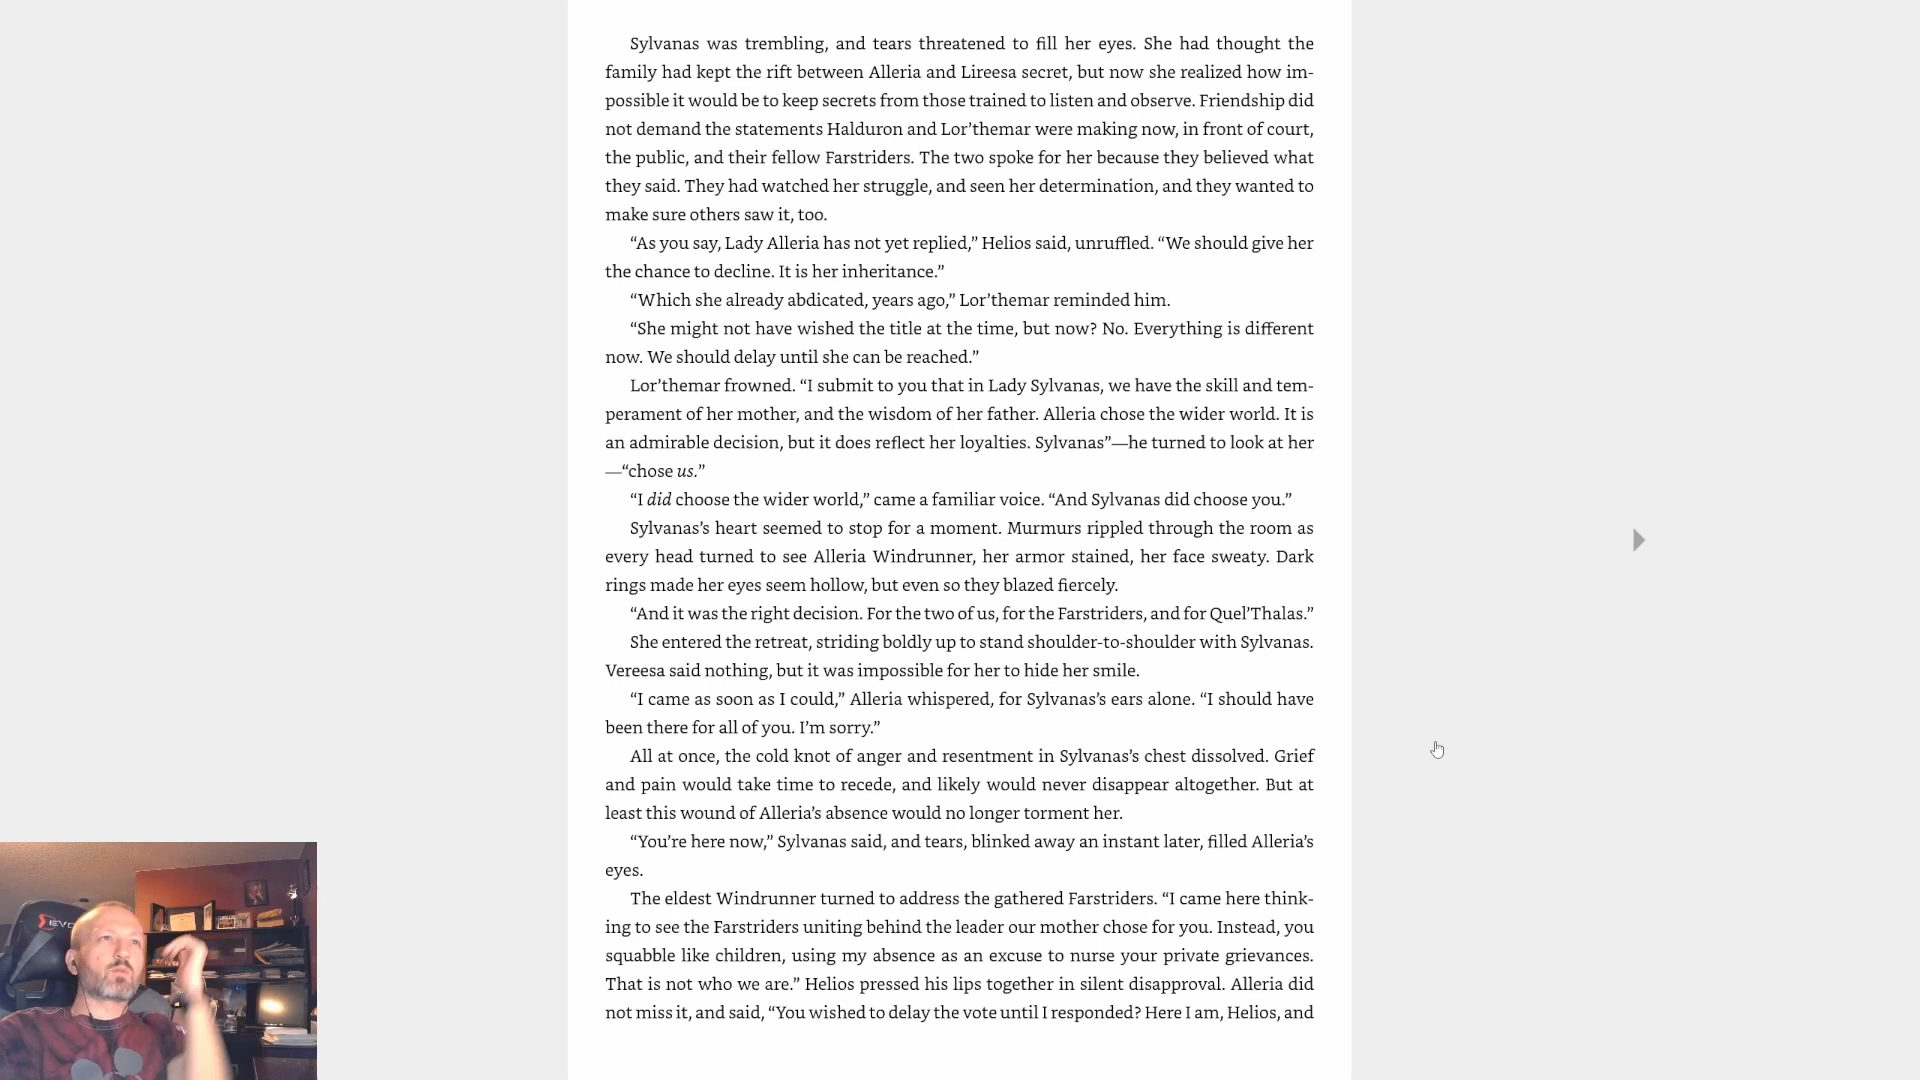 Sylvanas was trembling, and tears threatened to fill her eyes. She had thought the
family had kept the rift between Alleria and Lireesa secret, but now she realized how im-
possible it would be to keep secrets from those trained to listen and observe. Friendship did
not demand the statements Halduron and Lor’themar were making now, in front of court,
the public, and their fellow Farstriders. The two spoke for her because they believed what
they said. They had watched her struggle, and seen her determination, and they wanted to
make sure others saw it, too.
“As you say, Lady Alleria has not yet replied,” Helios said, unruffled. “We should give her
the chance to decline. It is her inheritance.”
“Which she already abdicated, years ago,” Lor’themar reminded him.
“She might not have wished the title at the time, but now? No. Everything is different
now. We should delay until she can be reached.”
Lor’themar frowned. “I submit to you that in Lady Sylvanas, we have the skill and tem-
perament of her mother, and the wisdom of her father. Alleria chose the wider world. It is
an admirable decision, but it does reflect her loyalties. Sylvanas”—he turned to look at her
—“chose us.”
“I did choose the wider world,” came a familiar voice. “And Sylvanas did choose you.”
Sylvanas’s heart seemed to stop for a moment. Murmurs rippled through the room as
every head turned to see Alleria Windrunner, her armor stained, her face sweaty. Dark
rings made her eyes seem hollow, but even so they blazed fiercely.
“And it was the right decision. For the two of us, for the Farstriders, and for Quel’Thalas.”
She entered the retreat, striding boldly up to stand shoulder-to-shoulder with Sylvanas.
Vereesa said nothing, but it was impossible for her to hide her smile.
“I came as soon as I could,” Alleria whispered, for Sylvanas’s ears alone. “I should have
been there for all of you. I’m sorry.”
All at once, the cold knot of anger and resentment in Sylvanas’s chest dissolved. Grief
and pain would take time to recede, and likely would never disappear altogether. But at
least this wound of Alleria’s absence would no longer torment her.
“You’re here now,” Sylvanas said, and tears, blinked away an instant later, filled Alleria’s
eyes.
The eldest Windrunner turned to address the gathered Farstriders. “I came here think-
ing to see the Farstriders uniting behind the leader our mother chose for you. Instead, you
squabble like children, using my absence as an excuse to nurse your private grievances.
That is not who we are.” Helios pressed his lips together in silent disapproval. Alleria did
not miss it, and said, “You wished to delay the vote until I responded? Here I am, Helios, and